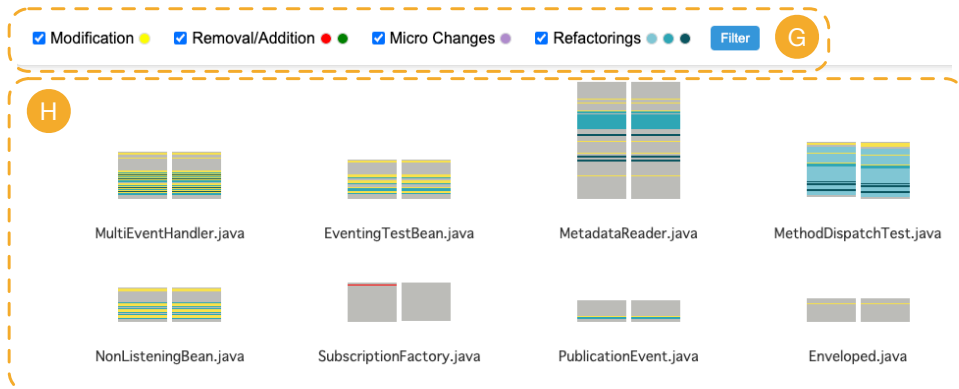 Modification Removal/Addition Micro Changes Refactorings Filter G
H
MultiEventHandler.java EventingTestBean.java MetadataReader.java MethodDispatchTest.java
NonListeningBean.java SubscriptionFactory.java PublicationEvent.java Enveloped.java